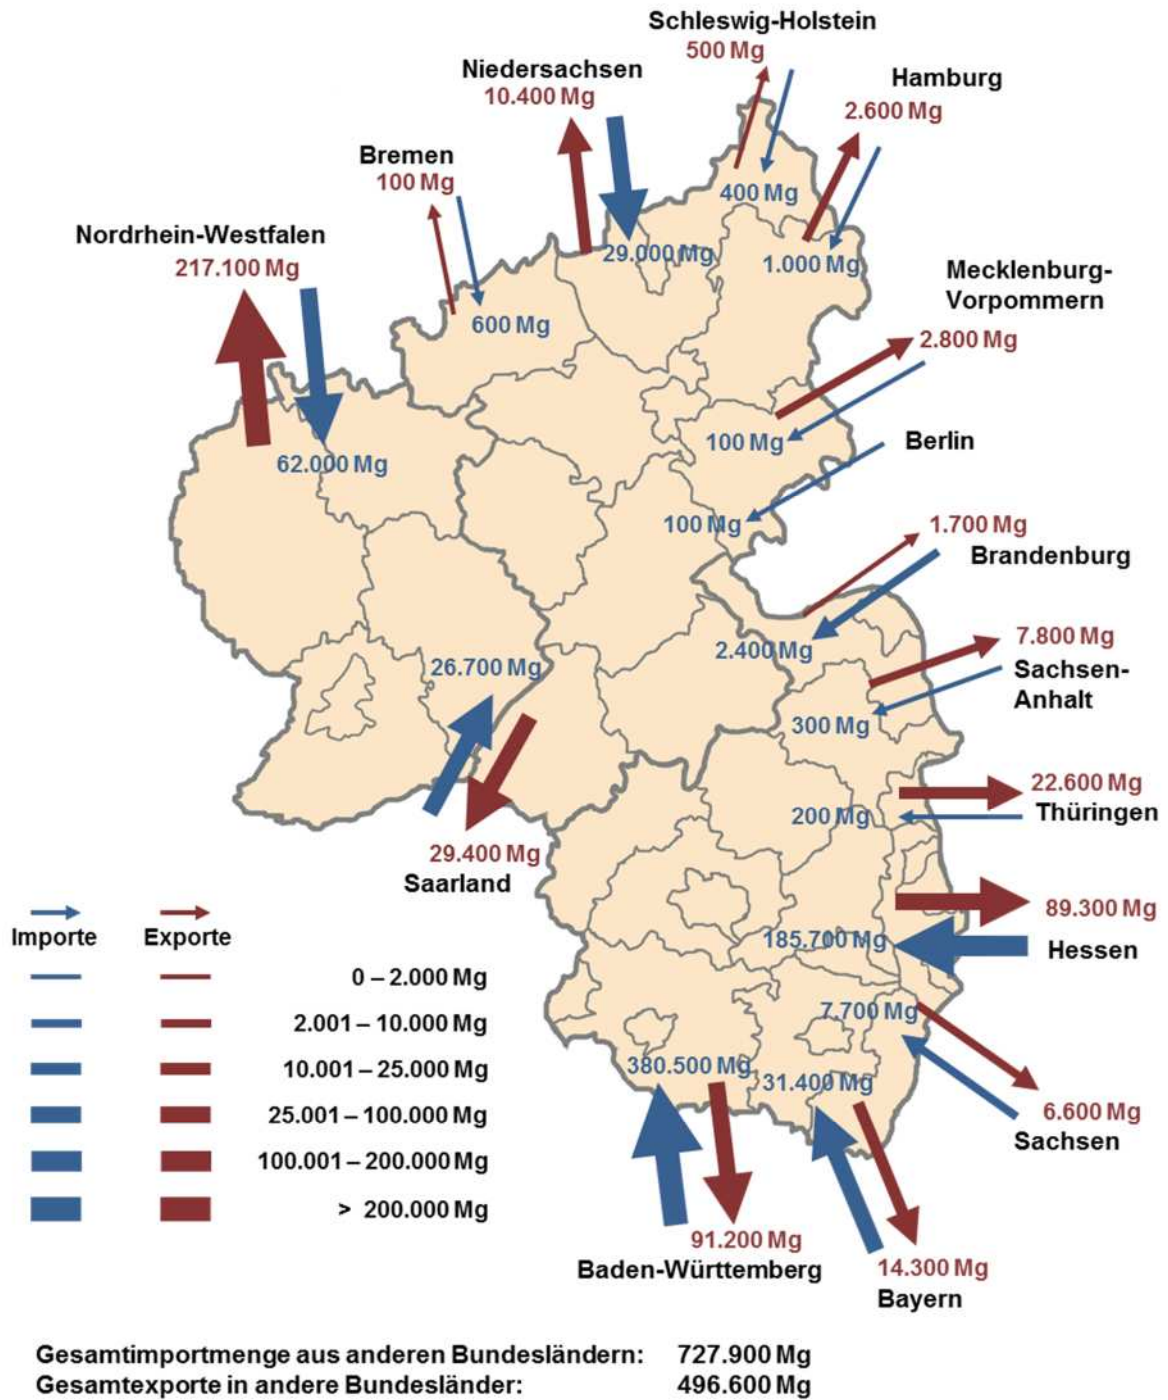 Schleswig-Holstein
500 Mg
Niedersachsen
10.400 Mg
Hamburg
2.600 Mg
Bremen
100 Mg
400 Mg
Nordrhein-Westfalen
217.100 Mg
29.000 Mg
1.000 Mg
Mecklenburg-
Vorpommern
600 Mg
2.800 Mg
100 Mg
Berlin
62.000 Mg
100 Mg
1.700 Mg
Brandenburg
2.400 Mg
7.800 Mg
Sachsen-
Anhalt
26.700 Mg
300 Mg
22.600 Mg
Thüringen
200 Mg
29.400 Mg
Saarland
89.300 Mg
Hessen
185.700 Mg
Importe Exporte
0 – 2.000 Mg
2.001 – 10.000 Mg
10.001 – 25.000 Mg
25.001 – 100.000 Mg
100.001 – 200.000 Mg
> 200.000 Mg
7.700 Mg
380.500 Mg
31.400 Mg
6.600 Mg
Sachsen
91.200 Mg
Baden-Württemberg
14.300 Mg
Bayern
Gesamtimportmenge aus anderen Bundesländern: 727.900 Mg
Gesamtexporte in andere Bundesländer: 496.600 Mg